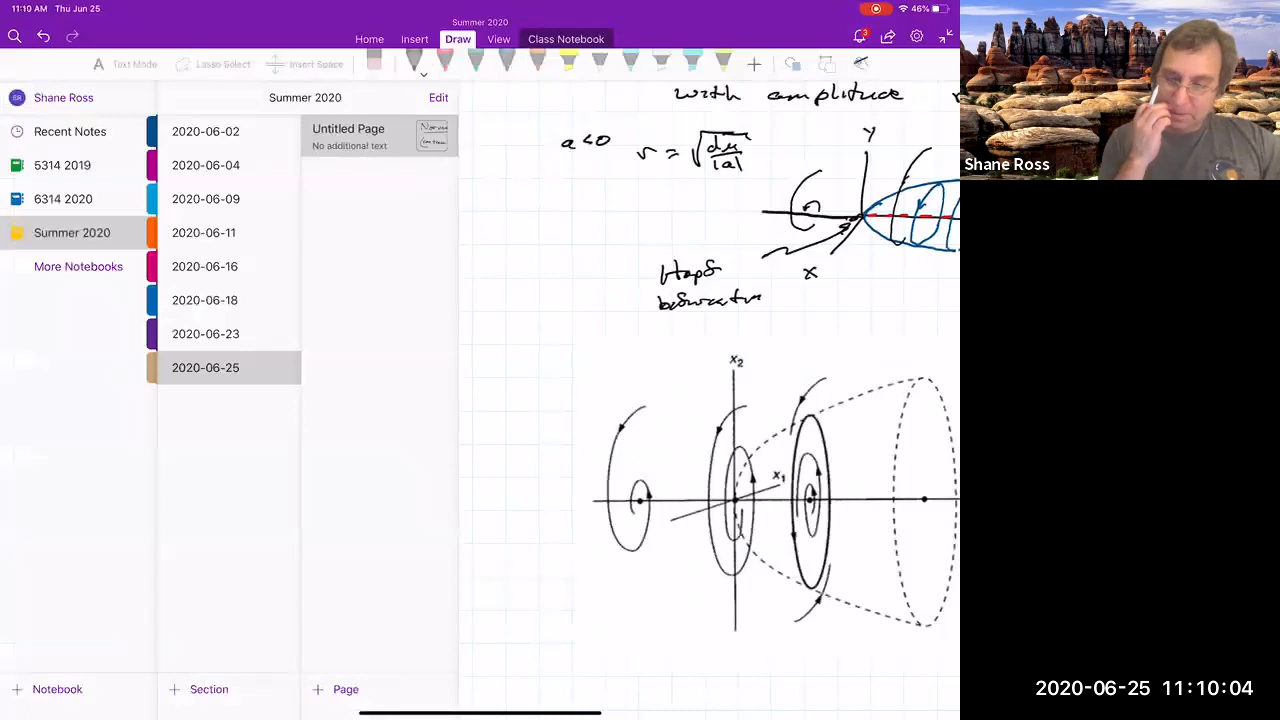 11:10 AM Thu Jun 25
46%
Summer 2020
Home Insert Draw View Class Notebook
3
Text Mode Lasso Select Insert Space
SR Shane Ross
Summer 2020 Edit
Recent Notes
6314 2019
6314 2020
Summer 2020
More Notebooks
2020-06-02
2020-06-04
2020-06-09
2020-06-11
2020-06-16
2020-06-18
2020-06-23
2020-06-25
Untitled Page
No additional text
with amplitude
a<0 r = √(dμ/|a|)
Y
X
Hopf
x₂
x₁
+ Notebook + Section + Page
Shane Ross
2020-06-25 11:10:04